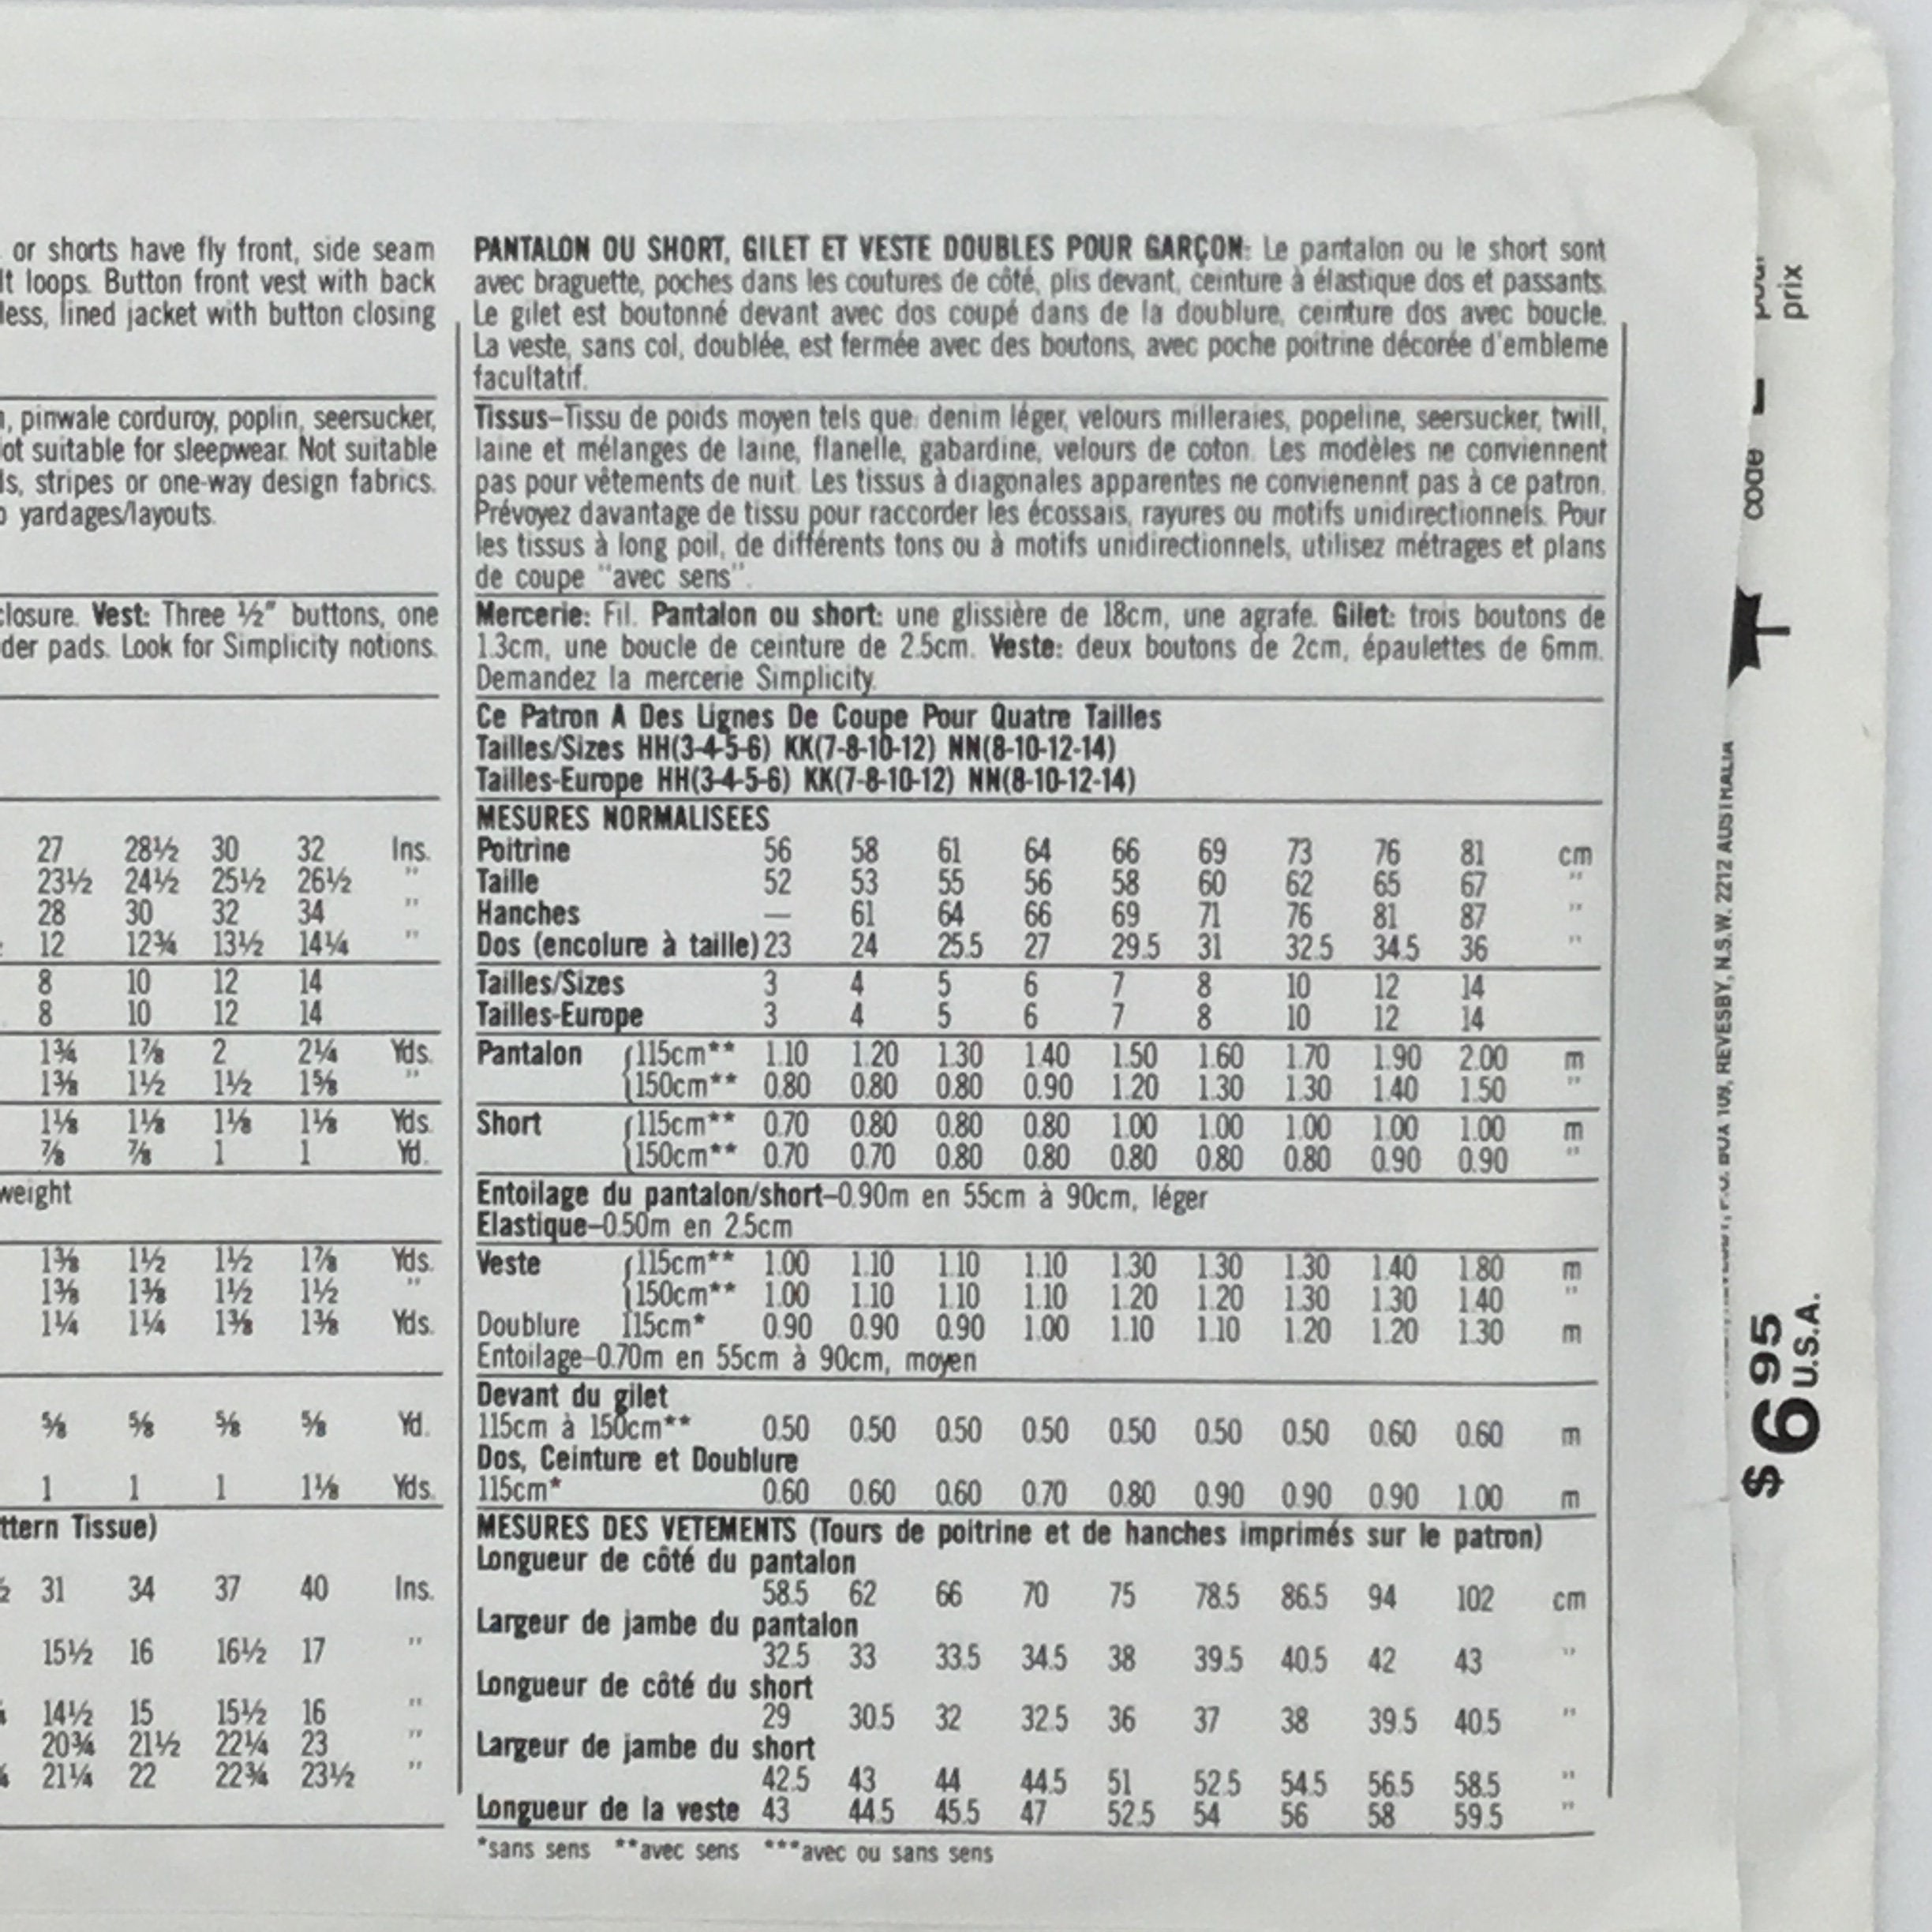 or shorts have fly front, side seam
lt loops. Button front vest with back
less, lined jacket with button closing
, pinwale corduroy, poplin, seersucker,
ot suitable for sleepwear. Not suitable
ls, stripes or one-way design fabrics.
yardages/layouts.
closure. Vest: Three ½" buttons, one
der pads. Look for Simplicity notions.
27 28½ 30 32 Ins.
23½ 24½ 25½ 26½ "
28 30 32 34 "
12 12¾ 13½ 14¼ "
8 10 12 14
8 10 12 14
1¾ 1⅞ 2 2¼ Yds.
1⅜ 1½ 1½ 1⅝ "
1⅛ 1⅛ 1⅛ 1⅛ Yds.
⅞ ⅞ 1 1 Yd.
weight
1⅜ 1½ 1½ 1⅞ Yds.
1⅜ 1⅜ 1½ 1½ "
1¼ 1¼ 1⅜ 1⅜ Yds.
⅝ ⅝ ⅝ ⅝ Yd.
1 1 1 1⅛ Yds.
ttern Tissue)
31 34 37 40 Ins.
15½ 16 16½ 17 "
14½ 15 15½ 16 "
20¾ 21½ 22¼ 23 "
21¼ 22 22¾ 23½ "
PANTALON OU SHORT, GILET ET VESTE DOUBLES POUR GARÇON: Le pantalon ou le short sont
avec braguette, poches dans les coutures de côté, plis devant, ceinture à élastique dos et passants.
Le gilet est boutonné devant avec dos coupé dans de la doublure, ceinture dos avec boucle.
La veste, sans col, doublée, est fermée avec des boutons, avec poche poitrine décorée d'embleme
facultatif.
Tissus–Tissu de poids moyen tels que: denim léger, velours milleraies, popeline, seersucker, twill,
laine et mélanges de laine, flanelle, gabardine, velours de coton. Les modèles ne conviennent
pas pour vêtements de nuit. Les tissus à diagonales apparentes ne convienennt pas à ce patron.
Prévoyez davantage de tissu pour raccorder les écossais, rayures ou motifs unidirectionnels. Pour
les tissus à long poil, de différents tons ou à motifs unidirectionnels, utilisez métrages et plans
de coupe "avec sens".
Mercerie: Fil. Pantalon ou short: une glissière de 18cm, une agrafe. Gilet: trois boutons de
1.3cm, une boucle de ceinture de 2.5cm. Veste: deux boutons de 2cm, épaulettes de 6mm.
Demandez la mercerie Simplicity.
Ce Patron A Des Lignes De Coupe Pour Quatre Tailles
Tailles/Sizes HH(3-4-5-6) KK(7-8-10-12) NN(8-10-12-14)
Tailles-Europe HH(3-4-5-6) KK(7-8-10-12) NN(8-10-12-14)
MESURES NORMALISEES
Poitrine 56 58 61 64 66 69 73 76 81 cm
Taille 52 53 55 56 58 60 62 65 67 "
Hanches — 61 64 66 69 71 76 81 87 "
Dos (encolure à taille) 23 24 25.5 27 29.5 31 32.5 34.5 36 "
Tailles/Sizes 3 4 5 6 7 8 10 12 14
Tailles-Europe 3 4 5 6 7 8 10 12 14
Pantalon {115cm** 1.10 1.20 1.30 1.40 1.50 1.60 1.70 1.90 2.00 m
150cm** 0.80 0.80 0.80 0.90 1.20 1.30 1.30 1.40 1.50 "
Short {115cm** 0.70 0.80 0.80 0.80 1.00 1.00 1.00 1.00 1.00 m
150cm** 0.70 0.70 0.80 0.80 0.80 0.80 0.80 0.90 0.90 "
Entoilage du pantalon/short–0.90m en 55cm à 90cm, léger
Elastique–0.50m en 2.5cm
Veste {115cm** 1.00 1.10 1.10 1.10 1.30 1.30 1.30 1.40 1.80 m
150cm** 1.00 1.10 1.10 1.10 1.20 1.20 1.30 1.30 1.40 "
Doublure 115cm* 0.90 0.90 0.90 1.00 1.10 1.10 1.20 1.20 1.30 m
Entoilage–0.70m en 55cm à 90cm, moyen
Devant du gilet
115cm à 150cm** 0.50 0.50 0.50 0.50 0.50 0.50 0.50 0.60 0.60 m
Dos, Ceinture et Doublure
115cm* 0.60 0.60 0.60 0.70 0.80 0.90 0.90 0.90 1.00 m
MESURES DES VETEMENTS (Tours de poitrine et de hanches imprimés sur le patron)
Longueur de côté du pantalon
58.5 62 66 70 75 78.5 86.5 94 102 cm
Largeur de jambe du pantalon
32.5 33 33.5 34.5 38 39.5 40.5 42 43 "
Longueur de côté du short
29 30.5 32 32.5 36 37 38 39.5 40.5 "
Largeur de jambe du short
42.5 43 44 44.5 51 52.5 54.5 56.5 58.5 "
Longueur de la veste 43 44.5 45.5 47 52.5 54 56 58 59.5 "
*sans sens **avec sens ***avec ou sans sens
prix
code
REVESBY, N.S.W. 2212 AUSTRALIA
$6.95
U.S.A.